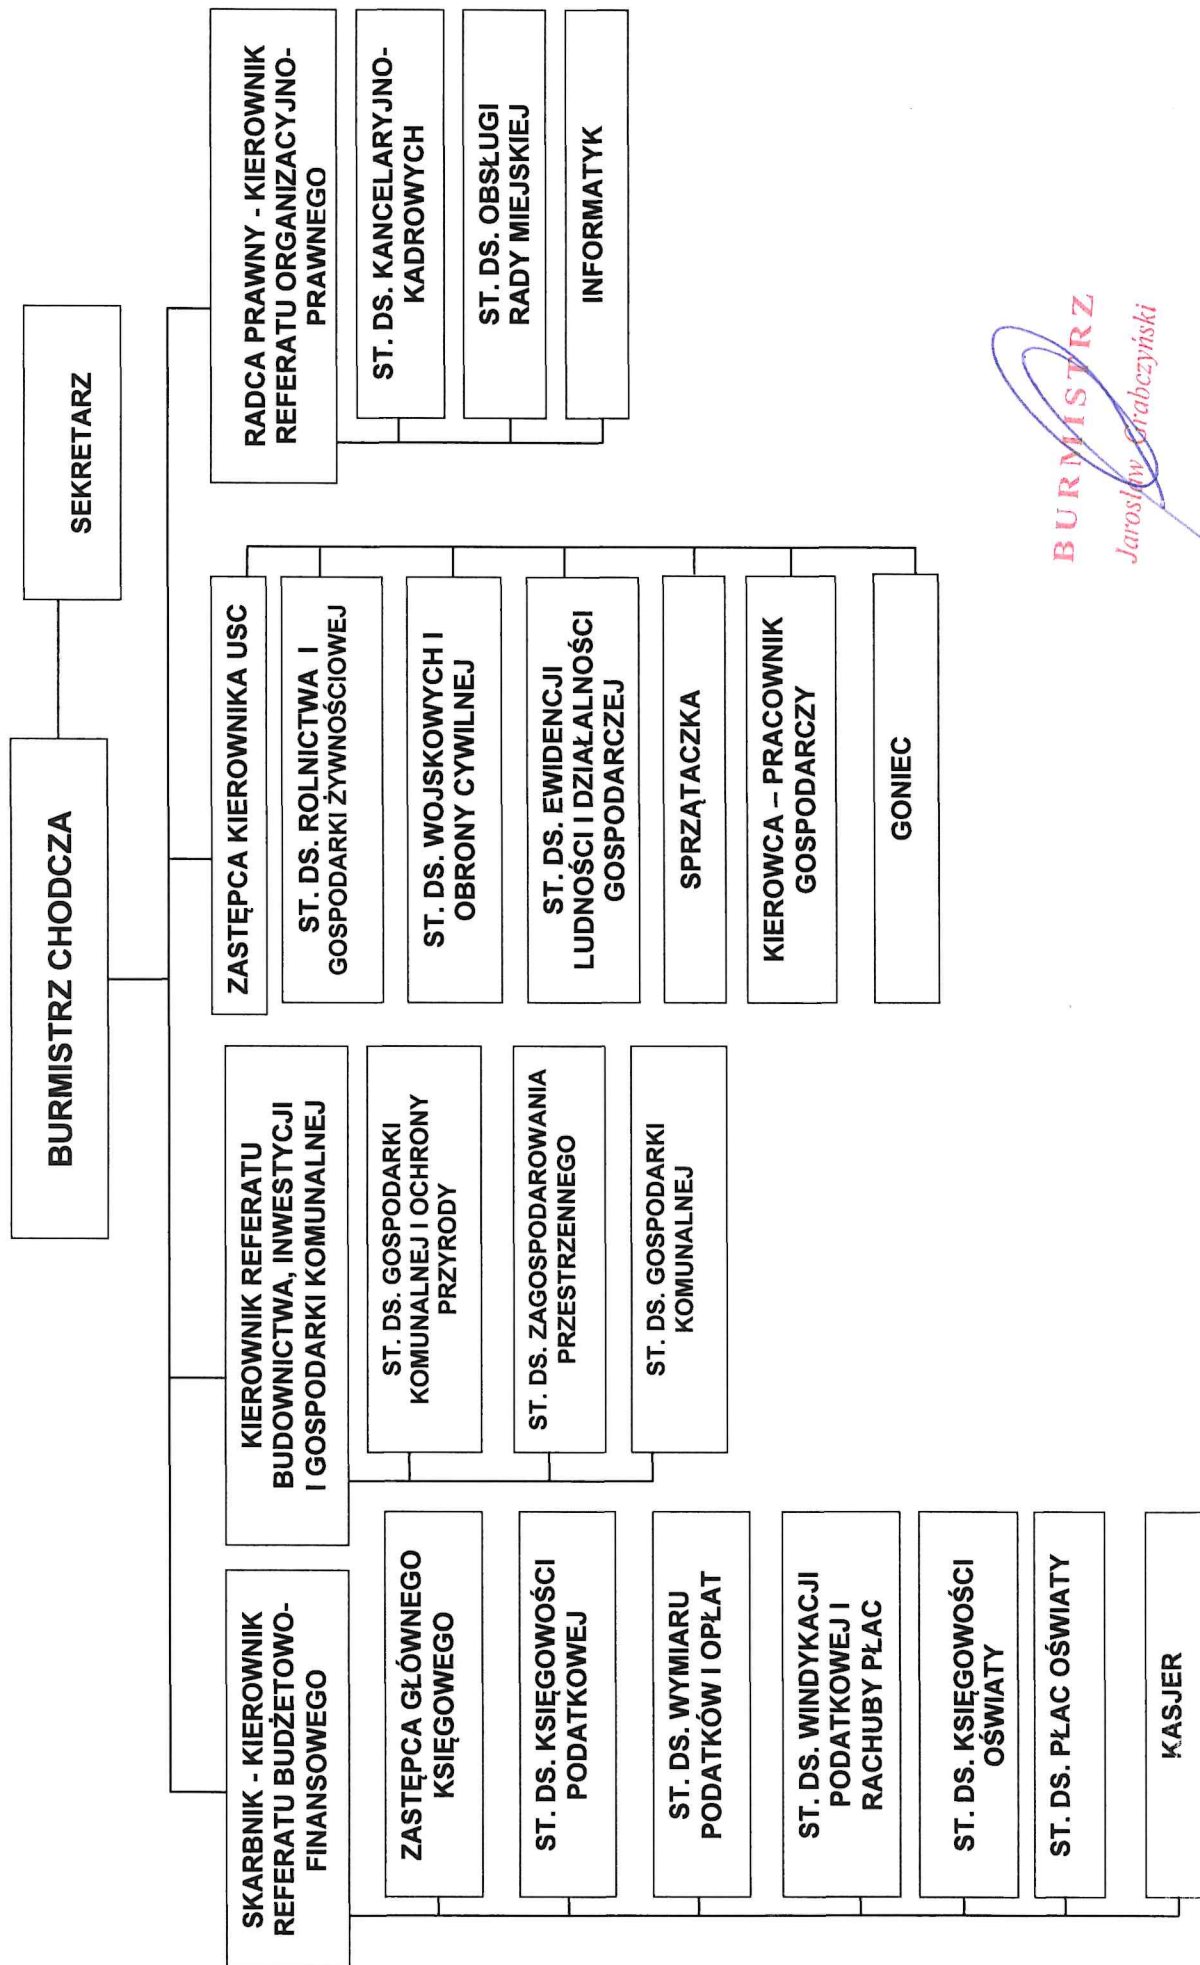 BURMISTRZ CHODCZA
SEKRETARZ
SKARBNIK - KIEROWNIK
REFERATU BUDŻETOWO-
FINANSOWEGO
ZASTĘPCA GŁÓWNEGO
KSIĘGOWEGO
ST. DS. KSIĘGOWOŚCI
PODATKOWEJ
ST. DS. WYMIARU
PODATKÓW I OPŁAT
ST. DS. WINDYKACJI
PODATKOWEJ I
RACHUBY PŁAC
ST. DS. KSIĘGOWOŚCI
OŚWIATY
ST. DS. PŁAC OŚWIATY
KASJER
KIEROWNIK REFERATU
BUDOWNICTWA, INWESTYCJI
I GOSPODARKI KOMUNALNEJ
ST. DS. GOSPODARKI
KOMUNALNEJ I OCHRONY
PRZYRODY
ST. DS. ZAGOSPODAROWANIA
PRZESTRZENNEGO
ST. DS. GOSPODARKI
KOMUNALNEJ
ZASTĘPCA KIEROWNIKA USC
ST. DS. ROLNICTWA I
GOSPODARKI ŻYWNOŚCIOWEJ
ST. DS. WOJSKOWYCH I
OBRONY CYWILNEJ
ST. DS. EWIDENCJI
LUDNOŚCI I DZIAŁALNOŚCI
GOSPODARCZEJ
SPRZĄTACZKA
KIEROWCA – PRACOWNIK
GOSPODARCZY
GONIEC
RADCA PRAWNY - KIEROWNIK
REFERATU ORGANIZACYJNO-
PRAWNEGO
ST. DS. KANCELARYJNO-
KADROWYCH
ST. DS. OBSŁUGI
RADY MIEJSKIEJ
INFORMATYK
BURMISTRZ
Jarosław Grabczyński